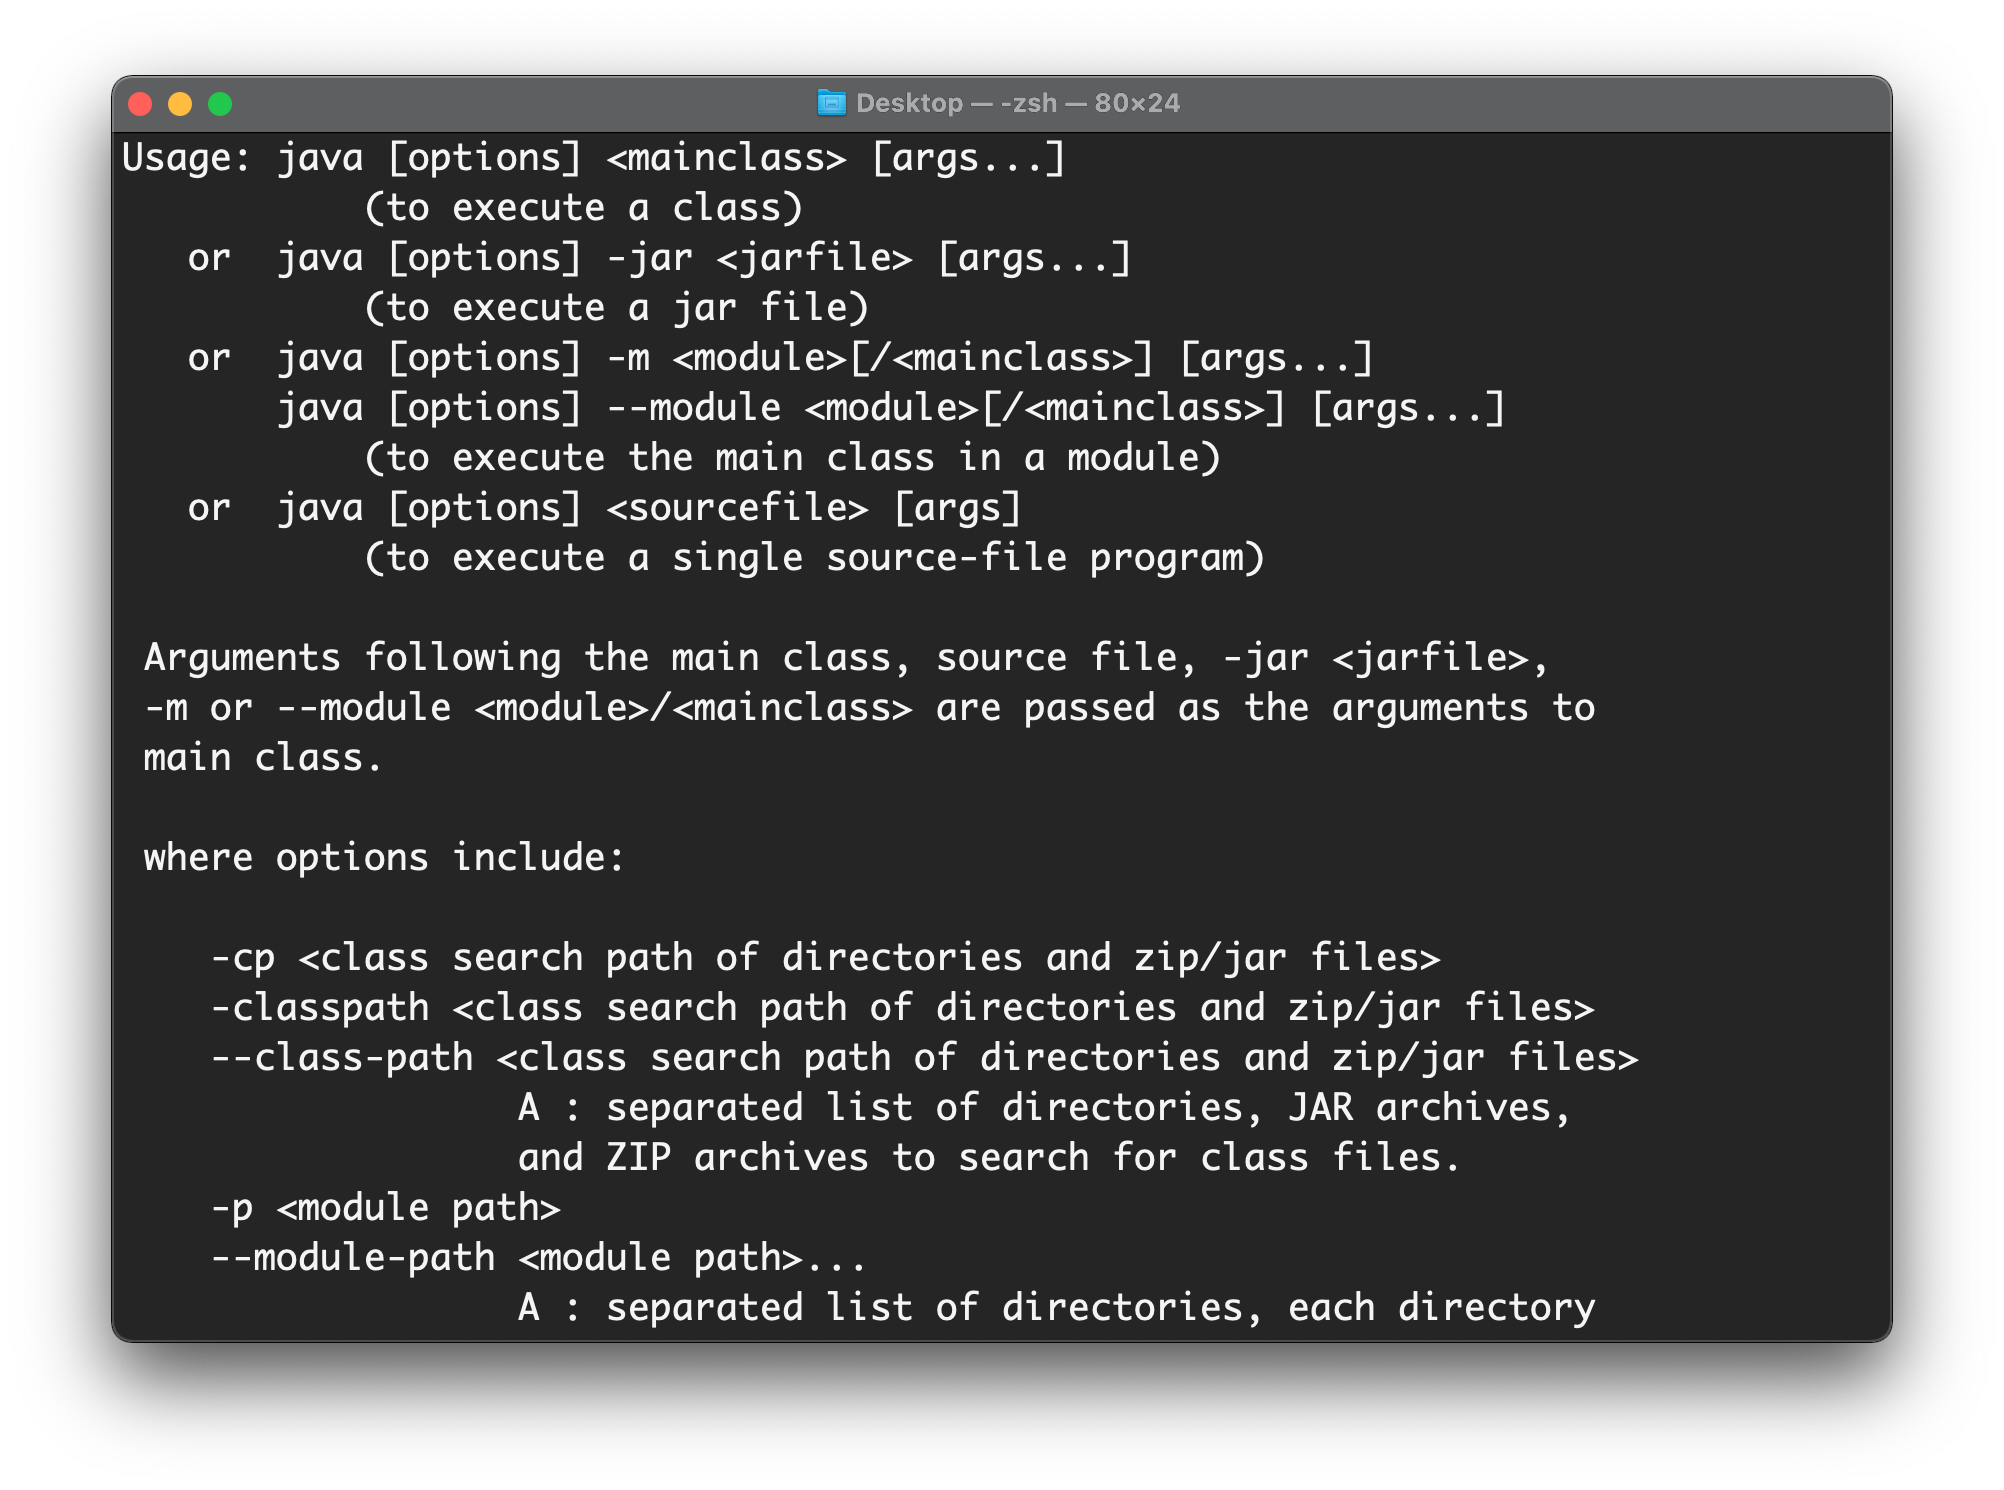 Desktop — -zsh — 80×24
Usage: java [options] <mainclass> [args...]
           (to execute a class)
   or  java [options] -jar <jarfile> [args...]
           (to execute a jar file)
   or  java [options] -m <module>[/<mainclass>] [args...]
       java [options] --module <module>[/<mainclass>] [args...]
           (to execute the main class in a module)
   or  java [options] <sourcefile> [args]
           (to execute a single source-file program)

 Arguments following the main class, source file, -jar <jarfile>,
 -m or --module <module>/<mainclass> are passed as the arguments to
 main class.

 where options include:

    -cp <class search path of directories and zip/jar files>
    -classpath <class search path of directories and zip/jar files>
    --class-path <class search path of directories and zip/jar files>
                  A : separated list of directories, JAR archives,
                  and ZIP archives to search for class files.
    -p <module path>
    --module-path <module path>...
                  A : separated list of directories, each directory